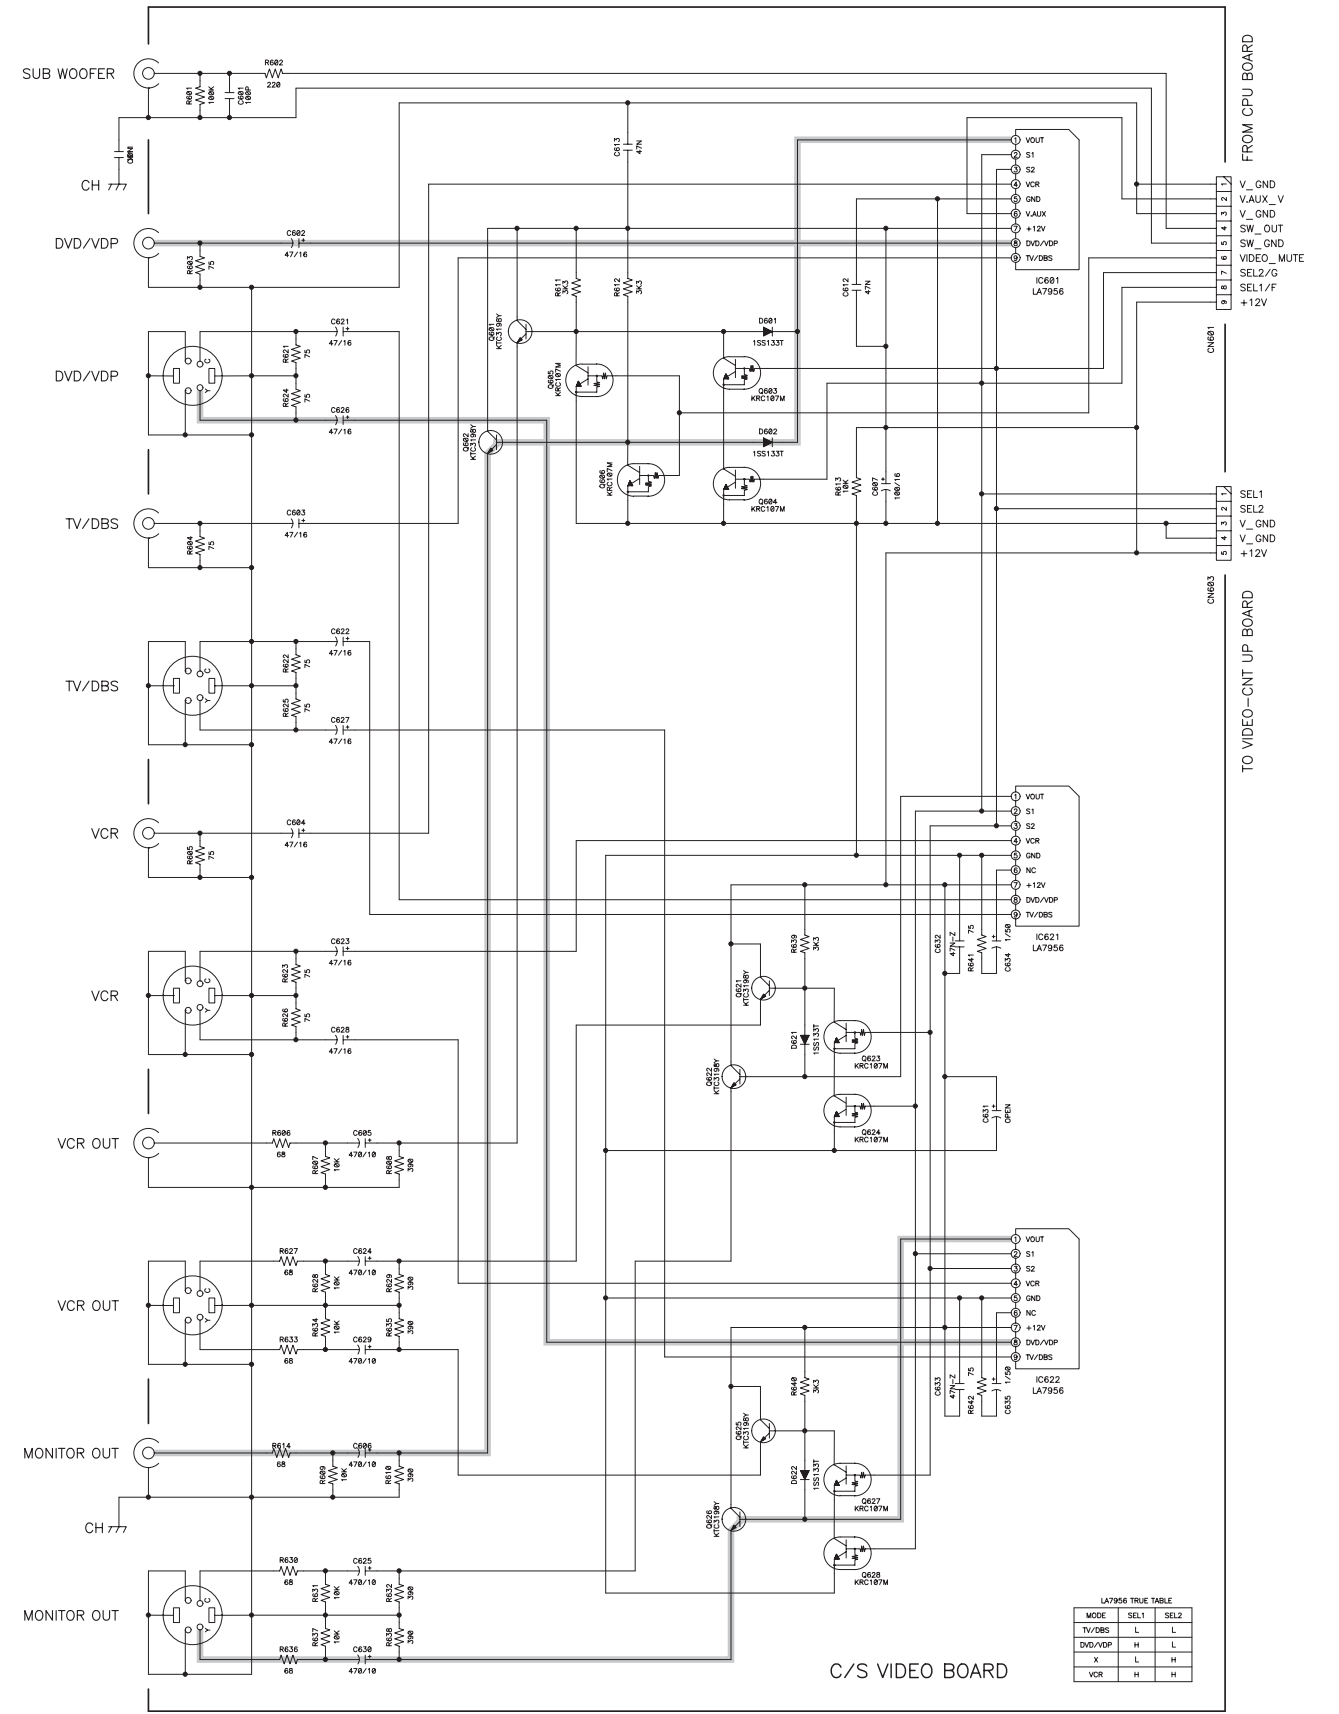 SUB WOOFER
R602
220
R601
100K
C601
100P
CH
FROM CPU BOARD
C613
47N
VOUT
S1
S2
VCR
GND
V.AUX
+12V
DVD/VDP
TV/DBS
IC601
LA7956
1 V_GND
2 V.AUX_V
3 V_GND
4 SW_OUT
5 SW_GND
6 VIDEO_MUTE
7 SEL2/G
8 SEL1/F
9 +12V
CN601
DVD/VDP
C602
47/16
R603
75
R611
3K3
R612
3K3
C612
47N
Q601
KTC3198Y
D601
1SS133T
C621
47/16
R621
75
DVD/VDP
C
Y
R624
75
C626
47/16
Q605
KRC107M
Q603
KRC107M
D602
1SS133T
Q602
KTC3198Y
Q606
KRC107M
Q604
KRC107M
R613
10K
C607
100/16
1 SEL1
2 SEL2
3 V_GND
4 V_GND
5 +12V
CN603
TO VIDEO-CNT UP BOARD
TV/DBS
C603
47/16
R604
75
TV/DBS
C
Y
C622
47/16
R622
75
R625
75
C627
47/16
VCR
C604
47/16
R605
75
1 VOUT
2 S1
3 S2
4 VCR
5 GND
6 NC
7 +12V
8 DVD/VDP
9 TV/DBS
IC621
LA7956
C632
47N-Z
R641
75
C634
1/50
R639
3K3
VCR
C
Y
C623
47/16
R623
75
R626
75
C628
47/16
Q621
KTC3198Y
D621
1SS133T
Q623
KRC107M
Q622
KTC3198Y
Q624
KRC107M
C631
OPEN
VCR OUT
R606
68
R607
10K
C605
470/10
R608
390
VCR OUT
C
Y
R627
68
C624
470/10
R628
10K
R629
390
R634
10K
R635
390
R633
68
C629
470/10
1 VOUT
2 S1
3 S2
4 VCR
5 GND
6 NC
7 +12V
8 DVD/VDP
9 TV/DBS
IC622
LA7956
C633
47N-Z
R642
75
C635
1/50
R640
3K3
Q625
KTC3198Y
D622
1SS133T
Q627
KRC107M
Q626
KTC3198Y
Q628
KRC107M
MONITOR OUT
R614
68
R609
10K
C606
470/10
R610
390
CH
MONITOR OUT
C
Y
R630
68
C625
470/10
R631
10K
R632
390
R637
10K
R638
390
R636
68
C630
470/10
C/S VIDEO BOARD
LA7956 TRUE TABLE
MODE SEL1 SEL2
TV/DBS L L
DVD/VDP H L
X L H
VCR H H